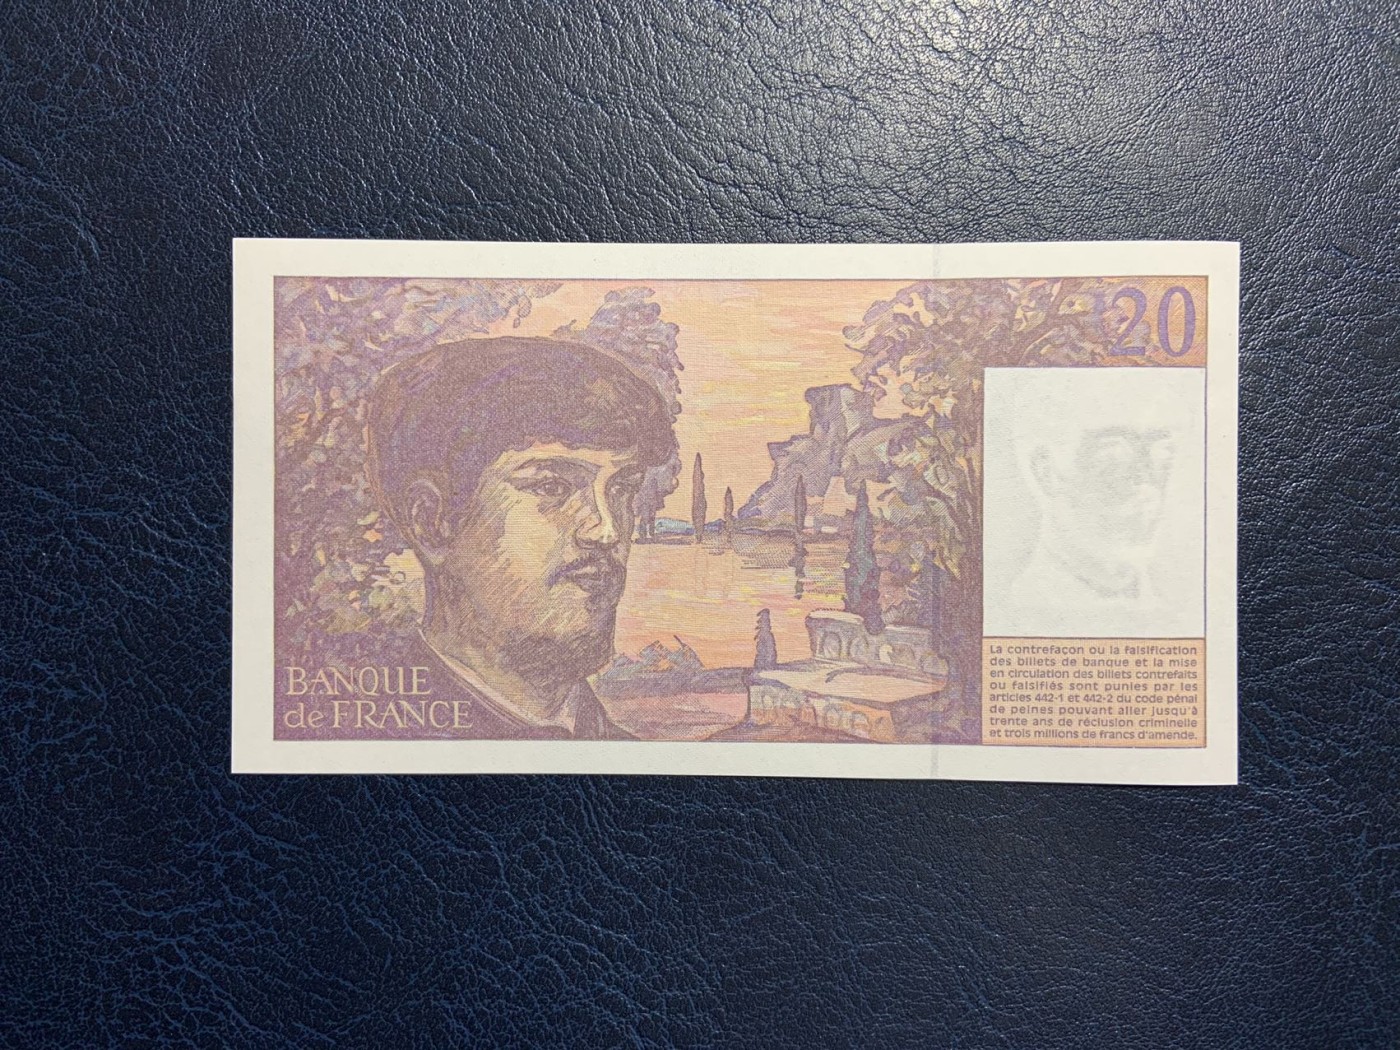 20
BANQUE
de FRANCE
La contrefaçon ou la falsification
des billets de banque et la mise
en circulation des billets contrefaits
ou falsifiés sont punies par les
articles 442-1 et 442-2 du code pénal
de peines pouvant aller jusqu'à
trente ans de réclusion criminelle
et trois millions de francs d'amende.